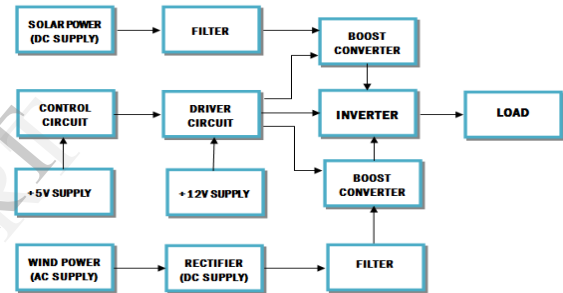 SOLAR POWER
(DC SUPPLY)
FILTER
BOOST
CONVERTER
CONTROL
CIRCUIT
DRIVER
CIRCUIT
INVERTER
LOAD
+5V SUPPLY
+12V SUPPLY
BOOST
CONVERTER
WIND POWER
(AC SUPPLY)
RECTIFIER
(DC SUPPLY)
FILTER